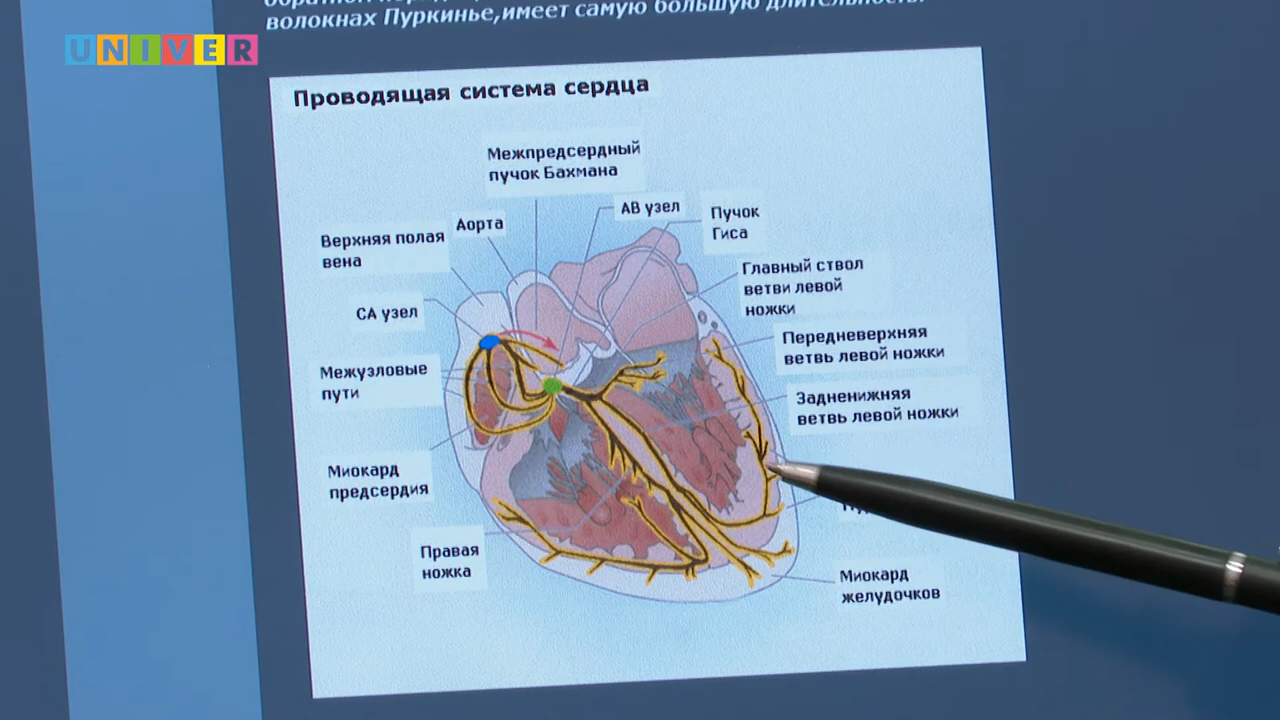 волокнах Пуркинье,имеет самую большую длительность.
UNIVER
Проводящая система сердца
Межпредсердный
пучок Бахмана
АВ узел
Пучок
Гиса
Аорта
Верхняя полая
вена
Главный ствол
ветви левой
ножки
СА узел
Передневерхняя
ветвь левой ножки
Межузловые
пути
Задненижняя
ветвь левой ножки
Миокард
предсердия
Правая
ножка
Миокард
желудочков